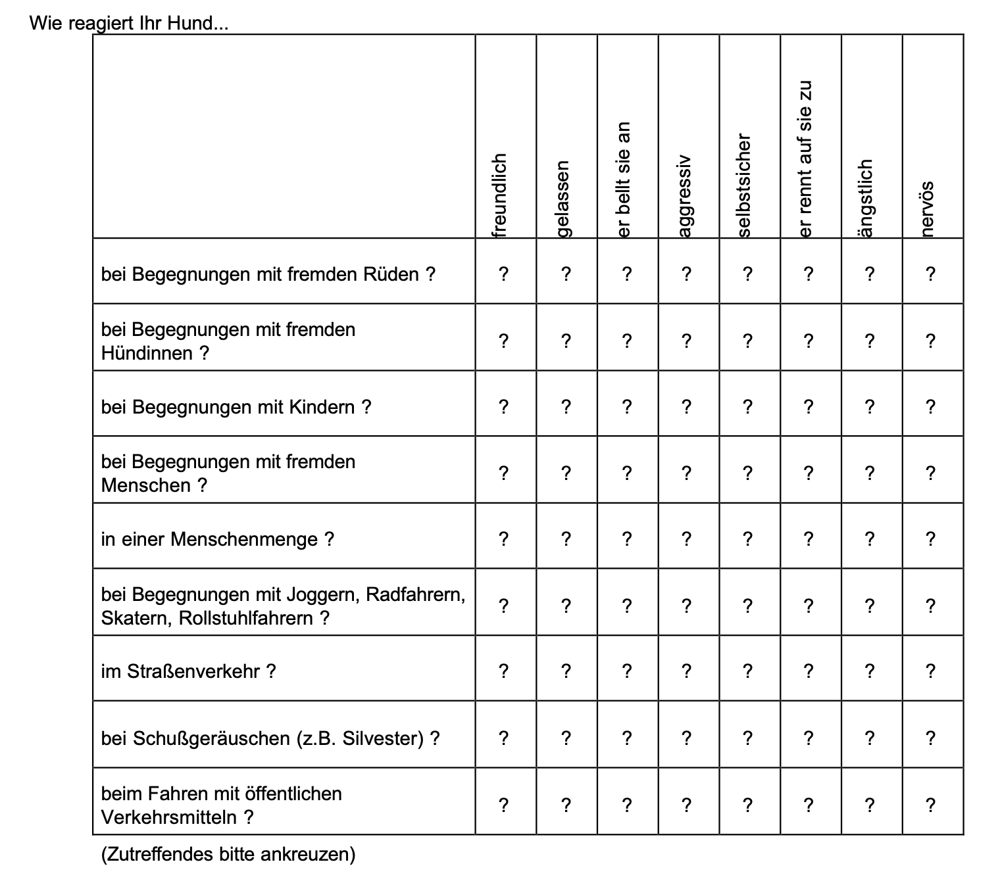 Wie reagiert Ihr Hund...
freundlich
gelassen
er bellt sie an
aggressiv
selbstsicher
er rennt auf sie zu
ängstlich
nervös
bei Begegnungen mit fremden Rüden ? ? ? ? ? ? ? ? ?
bei Begegnungen mit fremden
Hündinnen ? ? ? ? ? ? ? ? ?
bei Begegnungen mit Kindern ? ? ? ? ? ? ? ? ?
bei Begegnungen mit fremden
Menschen ? ? ? ? ? ? ? ? ?
in einer Menschenmenge ? ? ? ? ? ? ? ? ?
bei Begegnungen mit Joggern, Radfahrern,
Skatern, Rollstuhlfahrern ? ? ? ? ? ? ? ? ?
im Straßenverkehr ? ? ? ? ? ? ? ? ?
bei Schußgeräuschen (z.B. Silvester) ? ? ? ? ? ? ? ? ?
beim Fahren mit öffentlichen
Verkehrsmitteln ? ? ? ? ? ? ? ? ?
(Zutreffendes bitte ankreuzen)